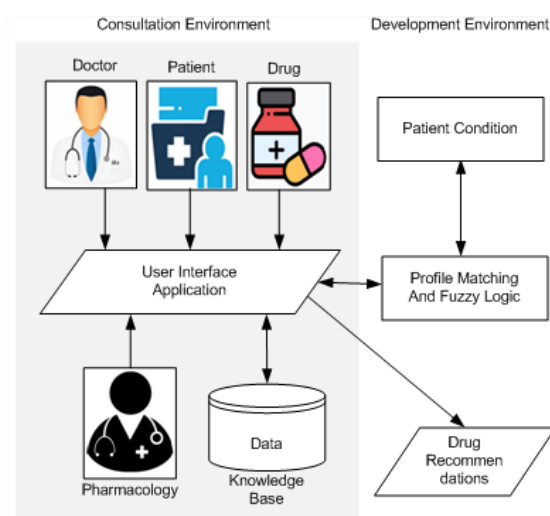 Consultation Environment
Development Environment
Doctor
Patient
Drug
Patient Condition
User Interface
Application
Profile Matching
And Fuzzy Logic
Pharmacology
Data
Knowledge
Base
Drug
Recommen
dations